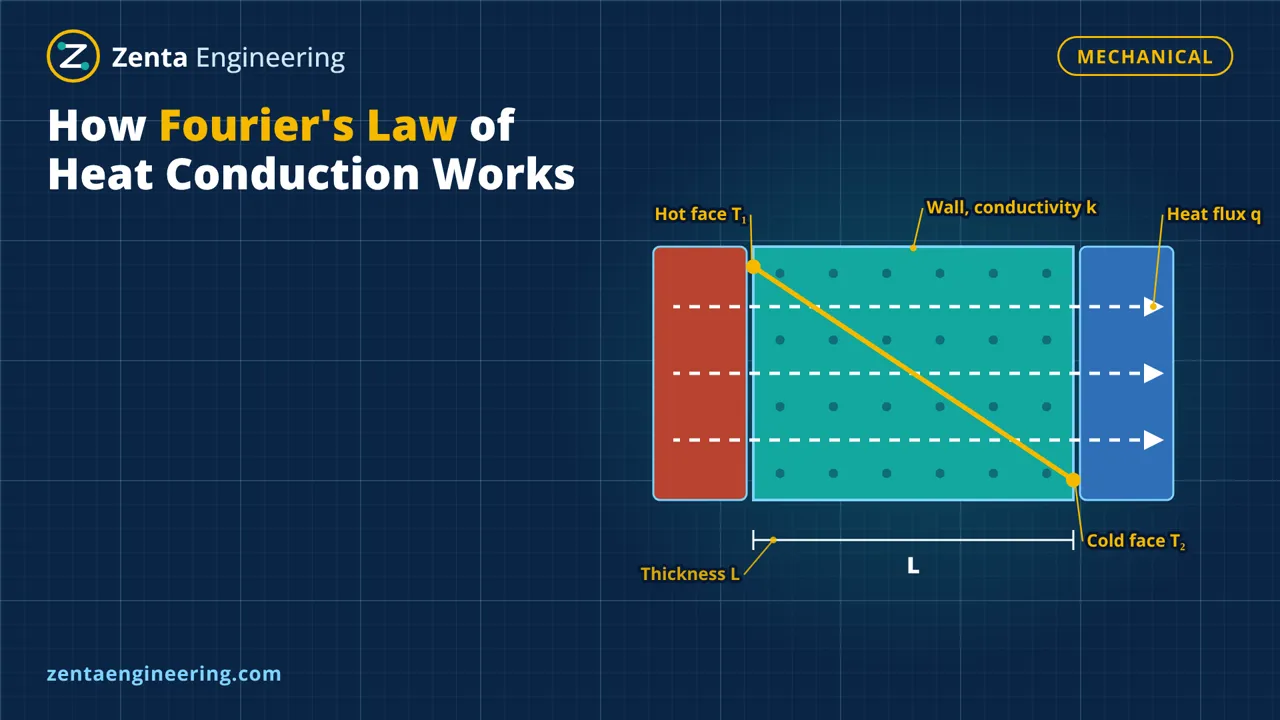 Zenta Engineering
MECHANICAL
How Fourier's Law of
Heat Conduction Works
Hot face T₁
Wall, conductivity k
Heat flux q
Cold face T₂
L
Thickness L
zentaengineering.com